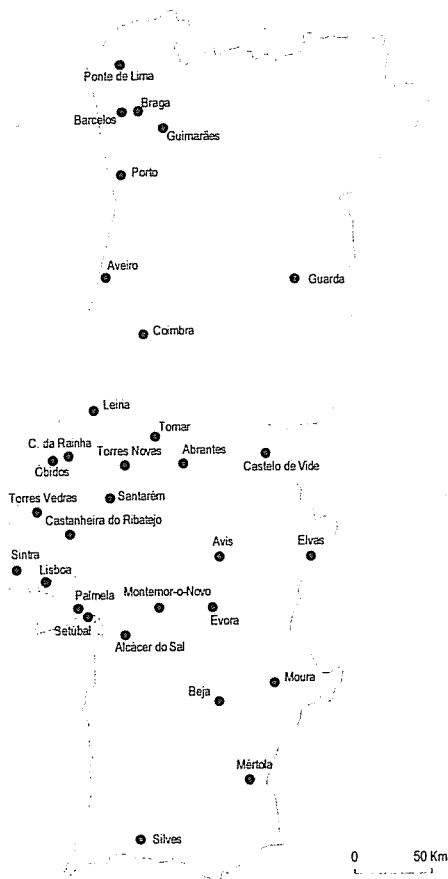 Ponte de Lima
Braga
Barcelos
Guimarães
Porto
Aveiro
Guarda
Coimbra
Leiria
Tomar
C. da Rainha
Torres Novas
Abrantes
Castelo de Vide
Óbidos
Torres Vedras
Santarém
Castanheira do Ribatejo
Avis
Elvas
Sintra
Lisboa
Palmela
Montemor-o-Novo
Setúbal
Évora
Alcácer do Sal
Moura
Beja
Mértola
Silves
0 50 Km